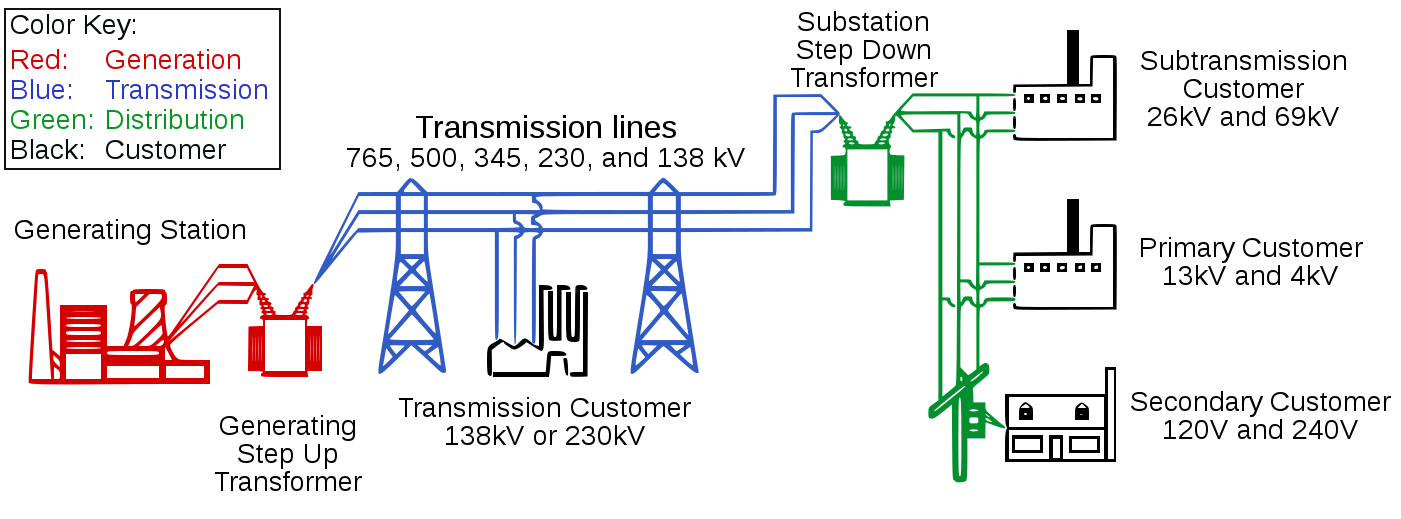 Color Key:
Red: Generation
Blue: Transmission
Green: Distribution
Black: Customer
Substation
Step Down
Transformer
Subtransmission
Customer
26kV and 69kV
Transmission lines
765, 500, 345, 230, and 138 kV
Generating Station
Primary Customer
13kV and 4kV
Transmission Customer
138kV or 230kV
Generating
Step Up
Transformer
Secondary Customer
120V and 240V